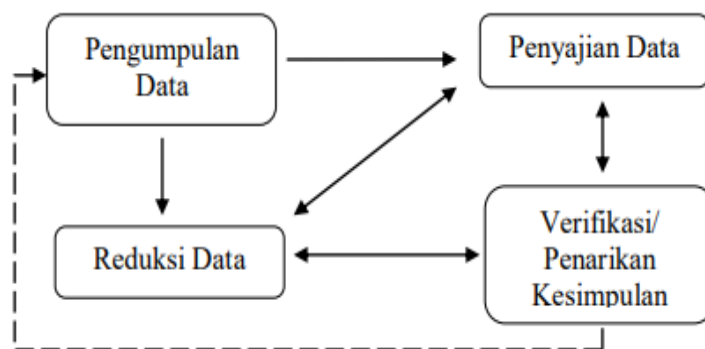 Pengumpulan
Data
Penyajian Data
Reduksi Data
Verifikasi/
Penarikan
Kesimpulan